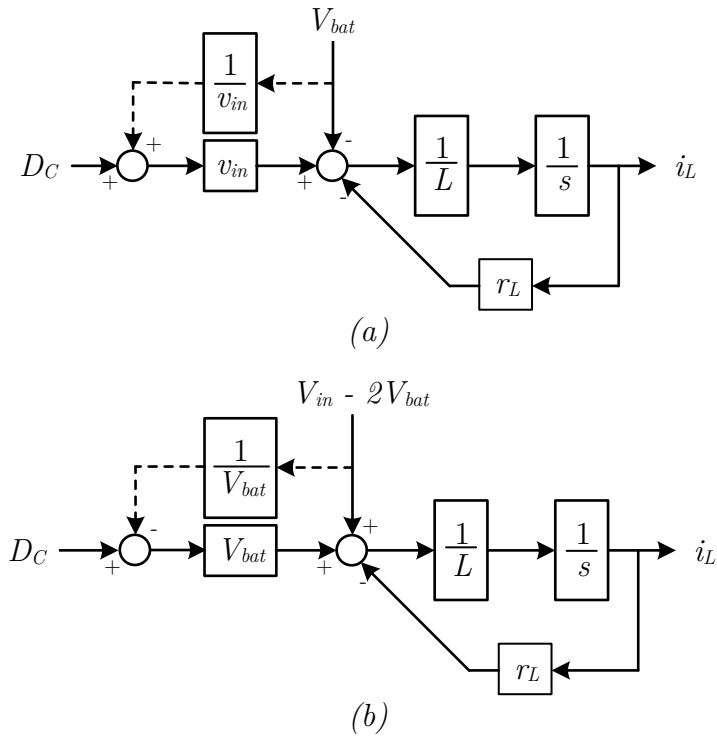 V_bat
1
v_in
D_C
+
+
v_in
+
-
-
1
L
1
s
i_L
r_L
(a)
V_in - 2V_bat
1
V_bat
D_C
+
-
V_bat
+
+
-
1
L
1
s
i_L
r_L
(b)